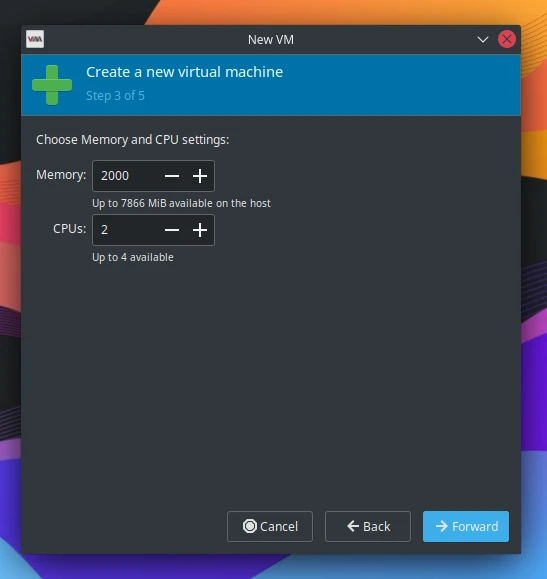 New VM
Create a new virtual machine
Step 3 of 5
Choose Memory and CPU settings:
Memory: 2000
Up to 7866 MiB available on the host
CPUs: 2
Up to 4 available
Cancel Back Forward